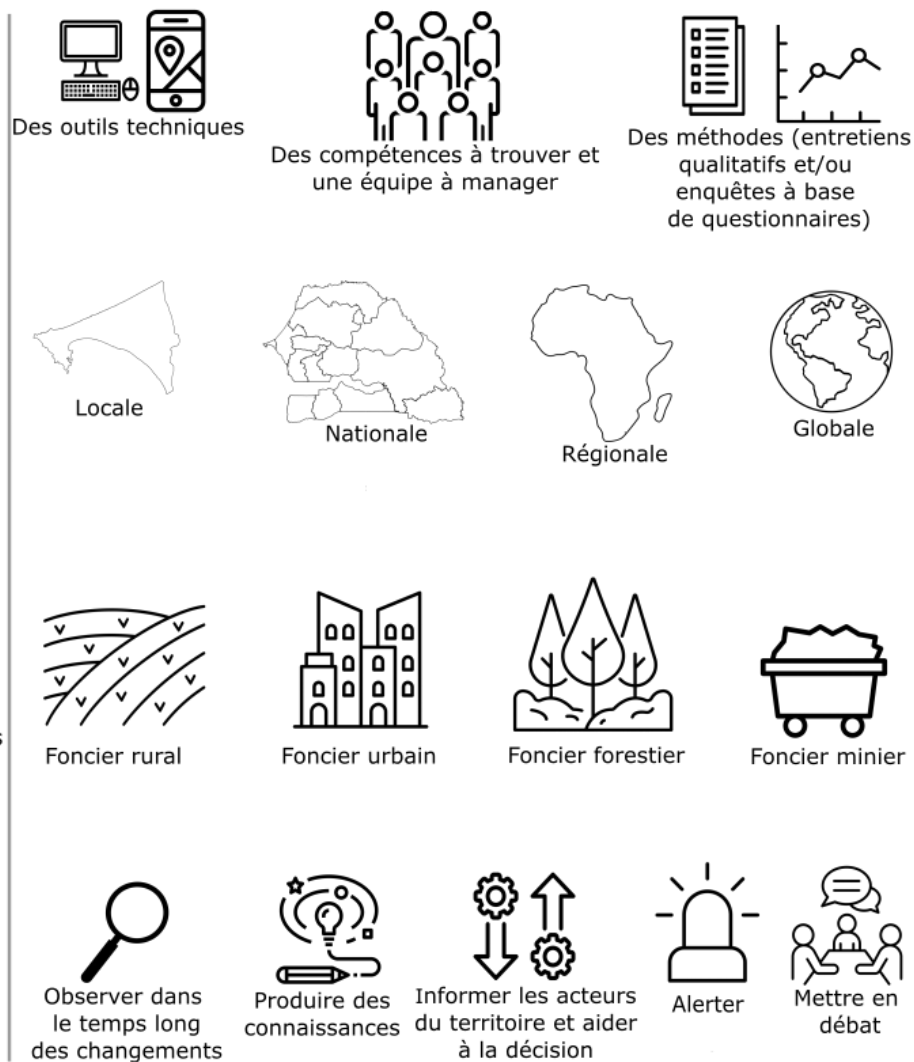 Des outils techniques
Des compétences à trouver et
une équipe à manager
Des méthodes (entretiens
qualitatifs et/ou
enquêtes à base
de questionnaires)
Locale
Nationale
Régionale
Globale
s
Foncier rural
Foncier urbain
Foncier forestier
Foncier minier
Observer dans
le temps long
des changements
Produire des
connaissances
Informer les acteurs
du territoire et aider
à la décision
Alerter
Mettre en
débat